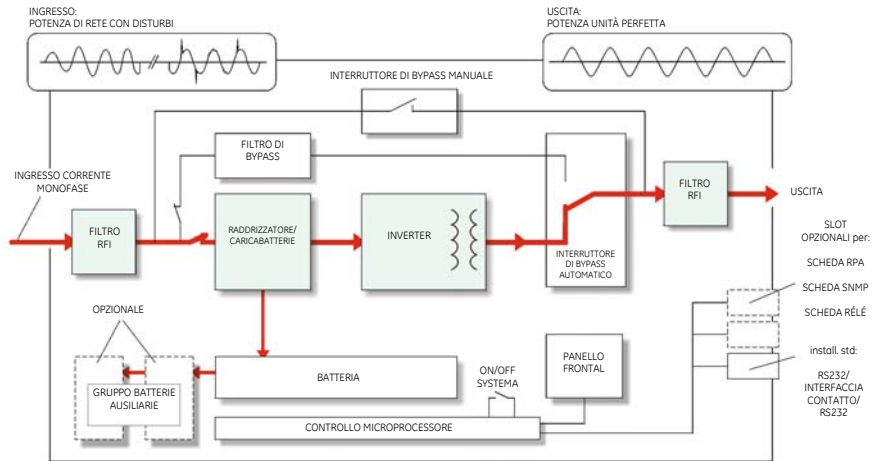 INGRESSO:
POTENZA DI RETE CON DISTURBI
USCITA:
POTENZA UNITÀ PERFETTA
INTERRUTTORE DI BYPASS MANUALE
FILTRO DI
BYPASS
INGRESSO CORRENTE
MONOFASE
FILTRO
RFI
RADDRIZZATORE/
CARICABATTERIE
INVERTER
INTERRUTTORE
DI BYPASS
AUTOMATICO
FILTRO
RFI
USCITA
SLOT
OPZIONALI per:
SCHEDA RPA
SCHEDA SNMP
SCHEDA RÉLÉ
install. std:
RS232/
INTERFACCIA
CONTATTO/
RS232
OPZIONALE
GRUPPO BATTERIE
AUSILIARIE
BATTERIA
ON/OFF
SYSTEMA
PANELLO
FRONTAL
CONTROLLO MICROPROCESSORE